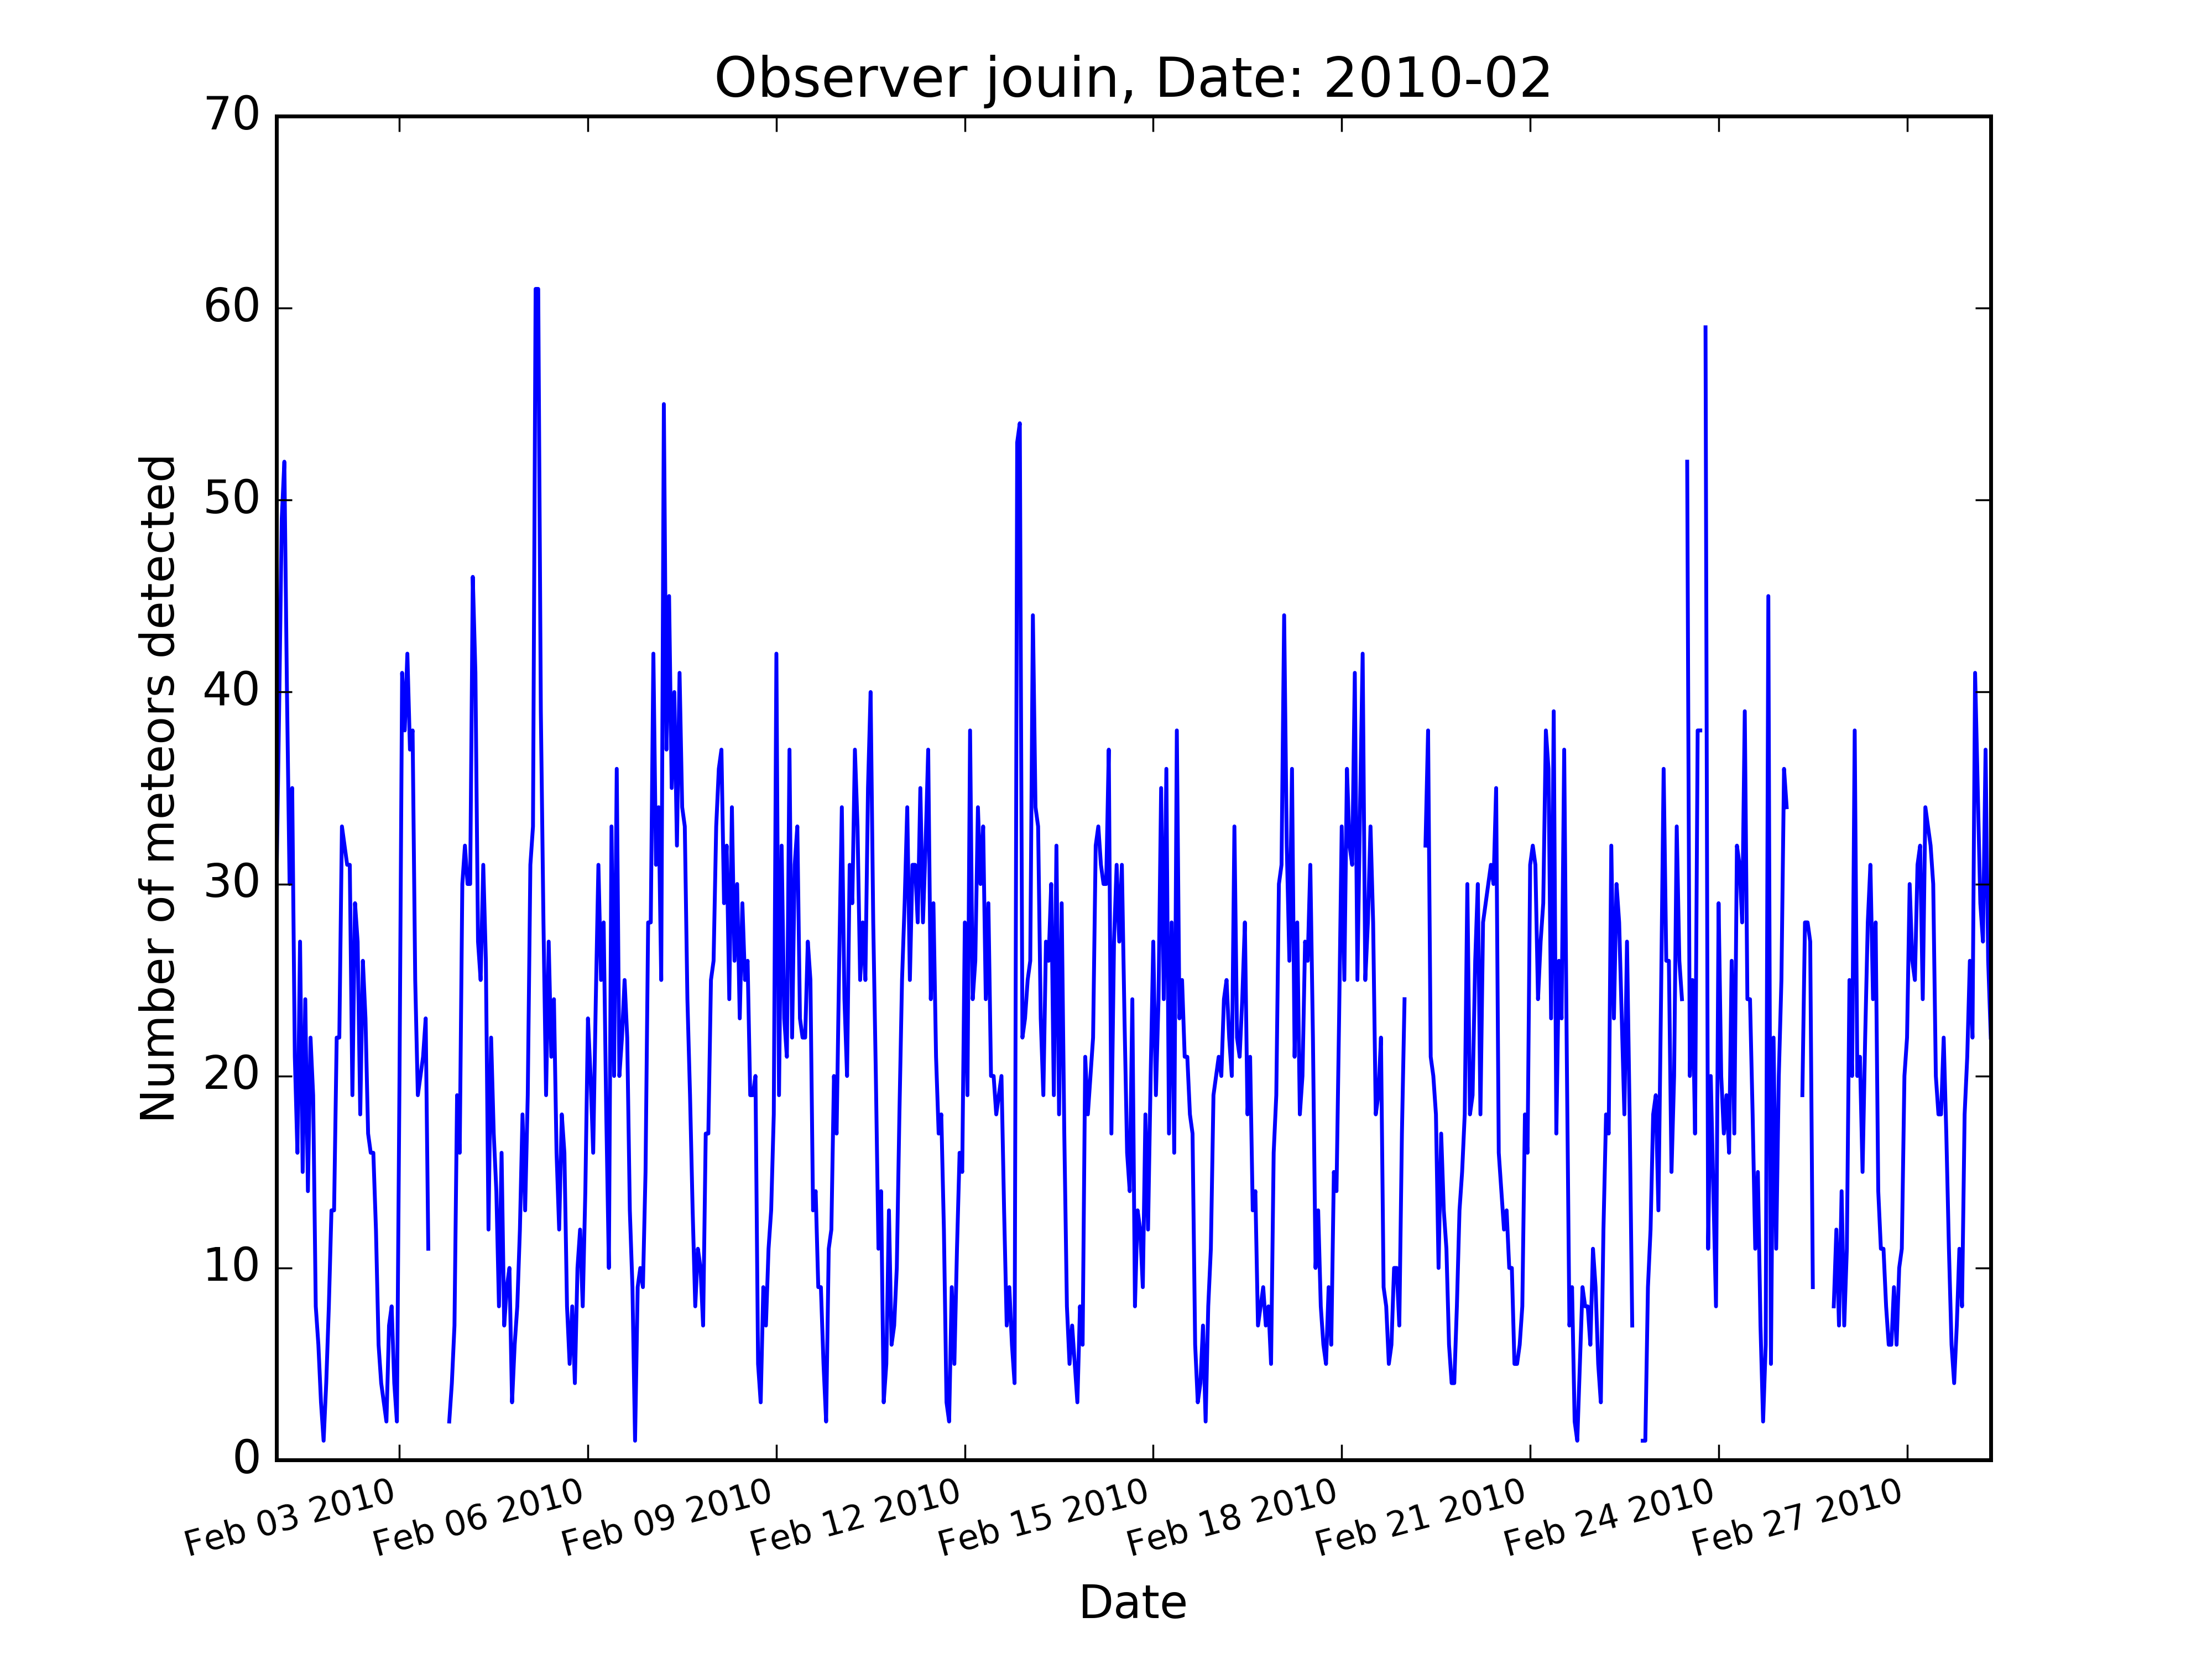 Observer jouin, Date: 2010-02
Number of meteors detected
70
60
50
40
30
20
10
0
Feb 03 2010
Feb 06 2010
Feb 09 2010
Feb 12 2010
Feb 15 2010
Feb 18 2010
Feb 21 2010
Feb 24 2010
Feb 27 2010
Date